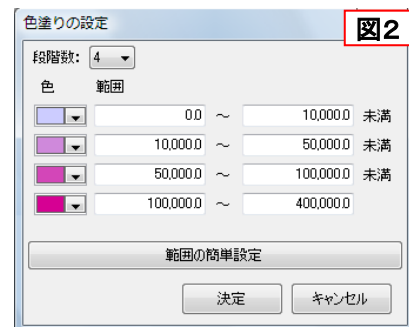 色塗りの設定
図2
段階数: 4
色 範囲
0.0 ～ 10,000.0 未満
10,000.0 ～ 50,000.0 未満
50,000.0 ～ 100,000.0 未満
100,000.0 ～ 400,000.0
範囲の簡単設定
決定 キャンセル